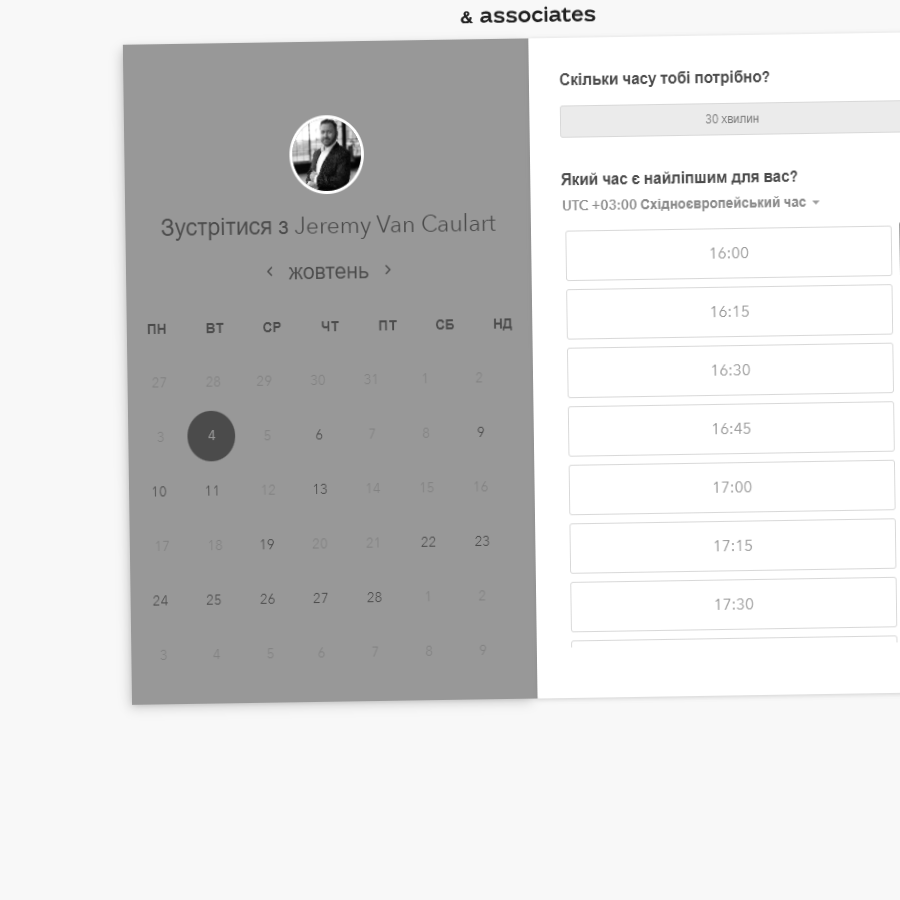 & associates
Зустрітися з Jeremy Van Caulart
‹ жовтень ›
ПН ВТ СР ЧТ ПТ СБ НД
27 28 29 30 31 1 2
3 4 5 6 7 8 9
10 11 12 13 14 15 16
17 18 19 20 21 22 23
24 25 26 27 28 1 2
3 4 5 6 7 8 9
Скільки часу тобі потрібно?
30 хвилин
Який час є найліпшим для вас?
UTC +03:00 Східноєвропейський час
16:00
16:15
16:30
16:45
17:00
17:15
17:30